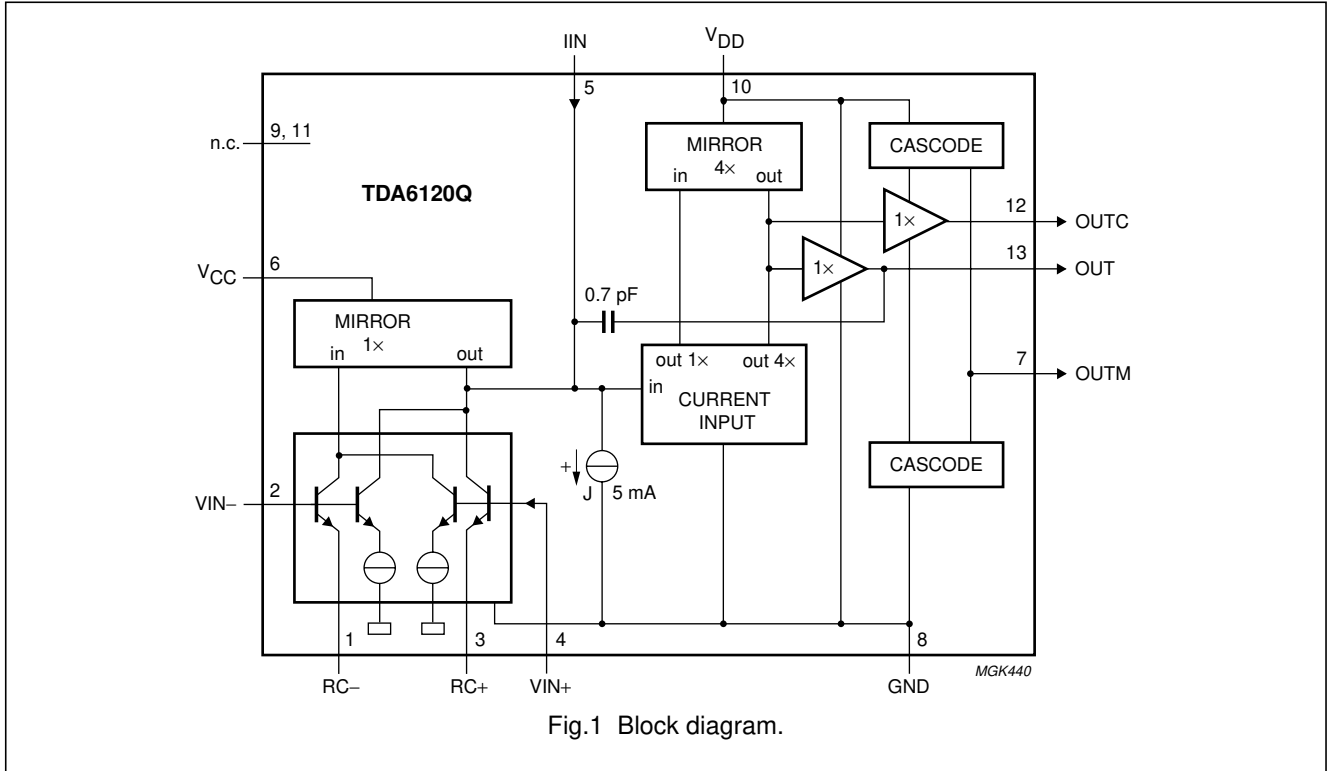 IIN
V DD
5
10
n.c.
9, 11
MIRROR
4×
in out
CASCODE
TDA6120Q
12
1×
OUTC
13
1×
OUT
VCC
6
0.7 pF
MIRROR
1×
in out
out 1× out 4×
in
CURRENT
INPUT
7
OUTM
CASCODE
+
J 5 mA
VIN−
2
1
3
4
8
MGK440
RC−
RC+
VIN+
GND
Fig.1 Block diagram.